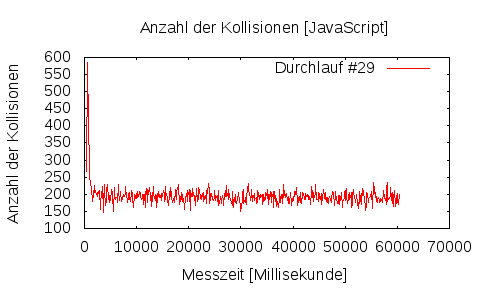 Anzahl der Kollisionen [JavaScript]
Durchlauf #29
Anzahl der Kollisionen
600
550
500
450
400
350
300
250
200
150
100
0 10000 20000 30000 40000 50000 60000 70000
Messzeit [Millisekunde]